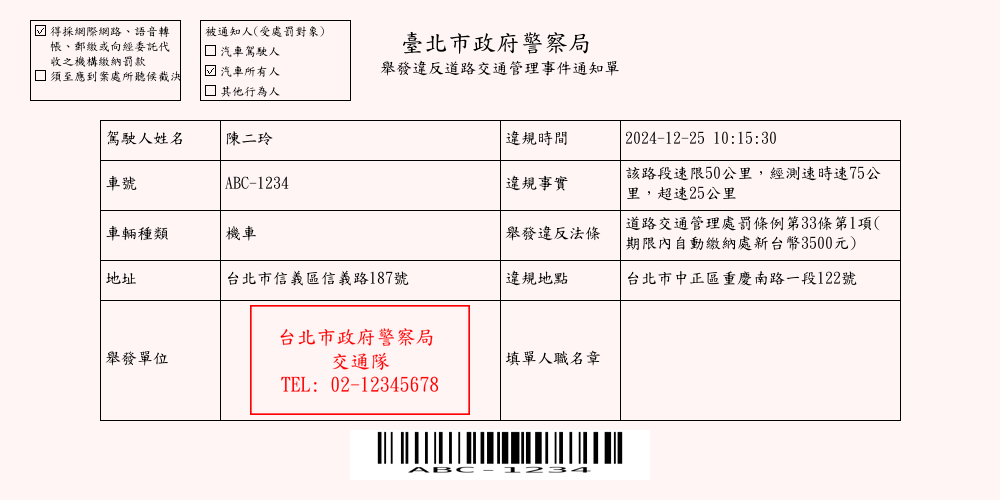 ☑ 得採網際網路、語音轉
帳、郵繳或向經委託代
收之機構繳納罰款
☐ 須至應到案處所聽候裁決
被通知人(受處罰對象)
☐ 汽車駕駛人
☑ 汽車所有人
☐ 其他行為人
臺北市政府警察局
舉發違反道路交通管理事件通知單
駕駛人姓名 陳二玲 違規時間 2024-12-25 10:15:30
車號 ABC-1234 違規事實 該路段速限50公里，經測速時速75公
里，超速25公里
車輛種類 機車 舉發違反法條 道路交通管理處罰條例第33條第1項(
期限內自動繳納處新台幣3500元)
地址 台北市信義區信義路187號 違規地點 台北市中正區重慶南路一段122號
舉發單位 台北市政府警察局
交通隊
TEL: 02-12345678
填單人職名章
ABC-1234